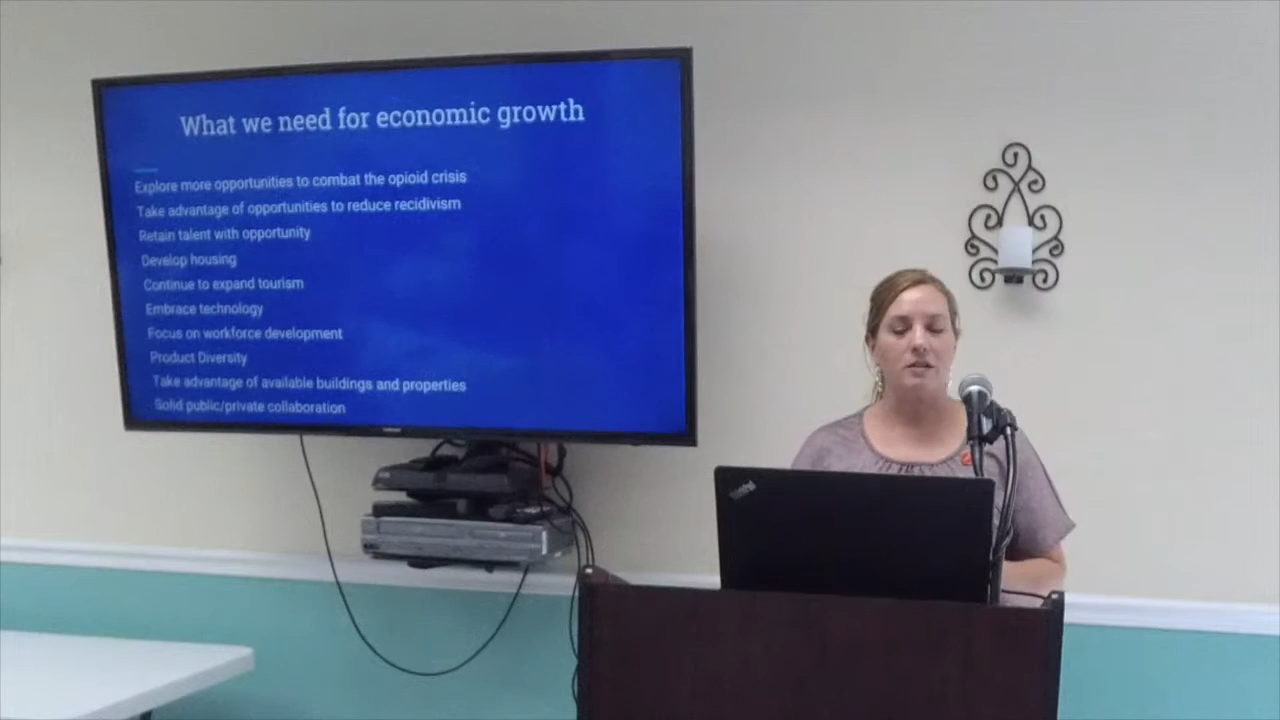 What we need for economic growth
Explore more opportunities to combat the opioid crisis
Take advantage of opportunities to reduce recidivism
Retain talent with opportunity
Develop housing
Continue to expand tourism
Embrace technology
Focus on workforce development
Product Diversity
Take advantage of available buildings and properties
Solid public/private collaboration
ThinkPad